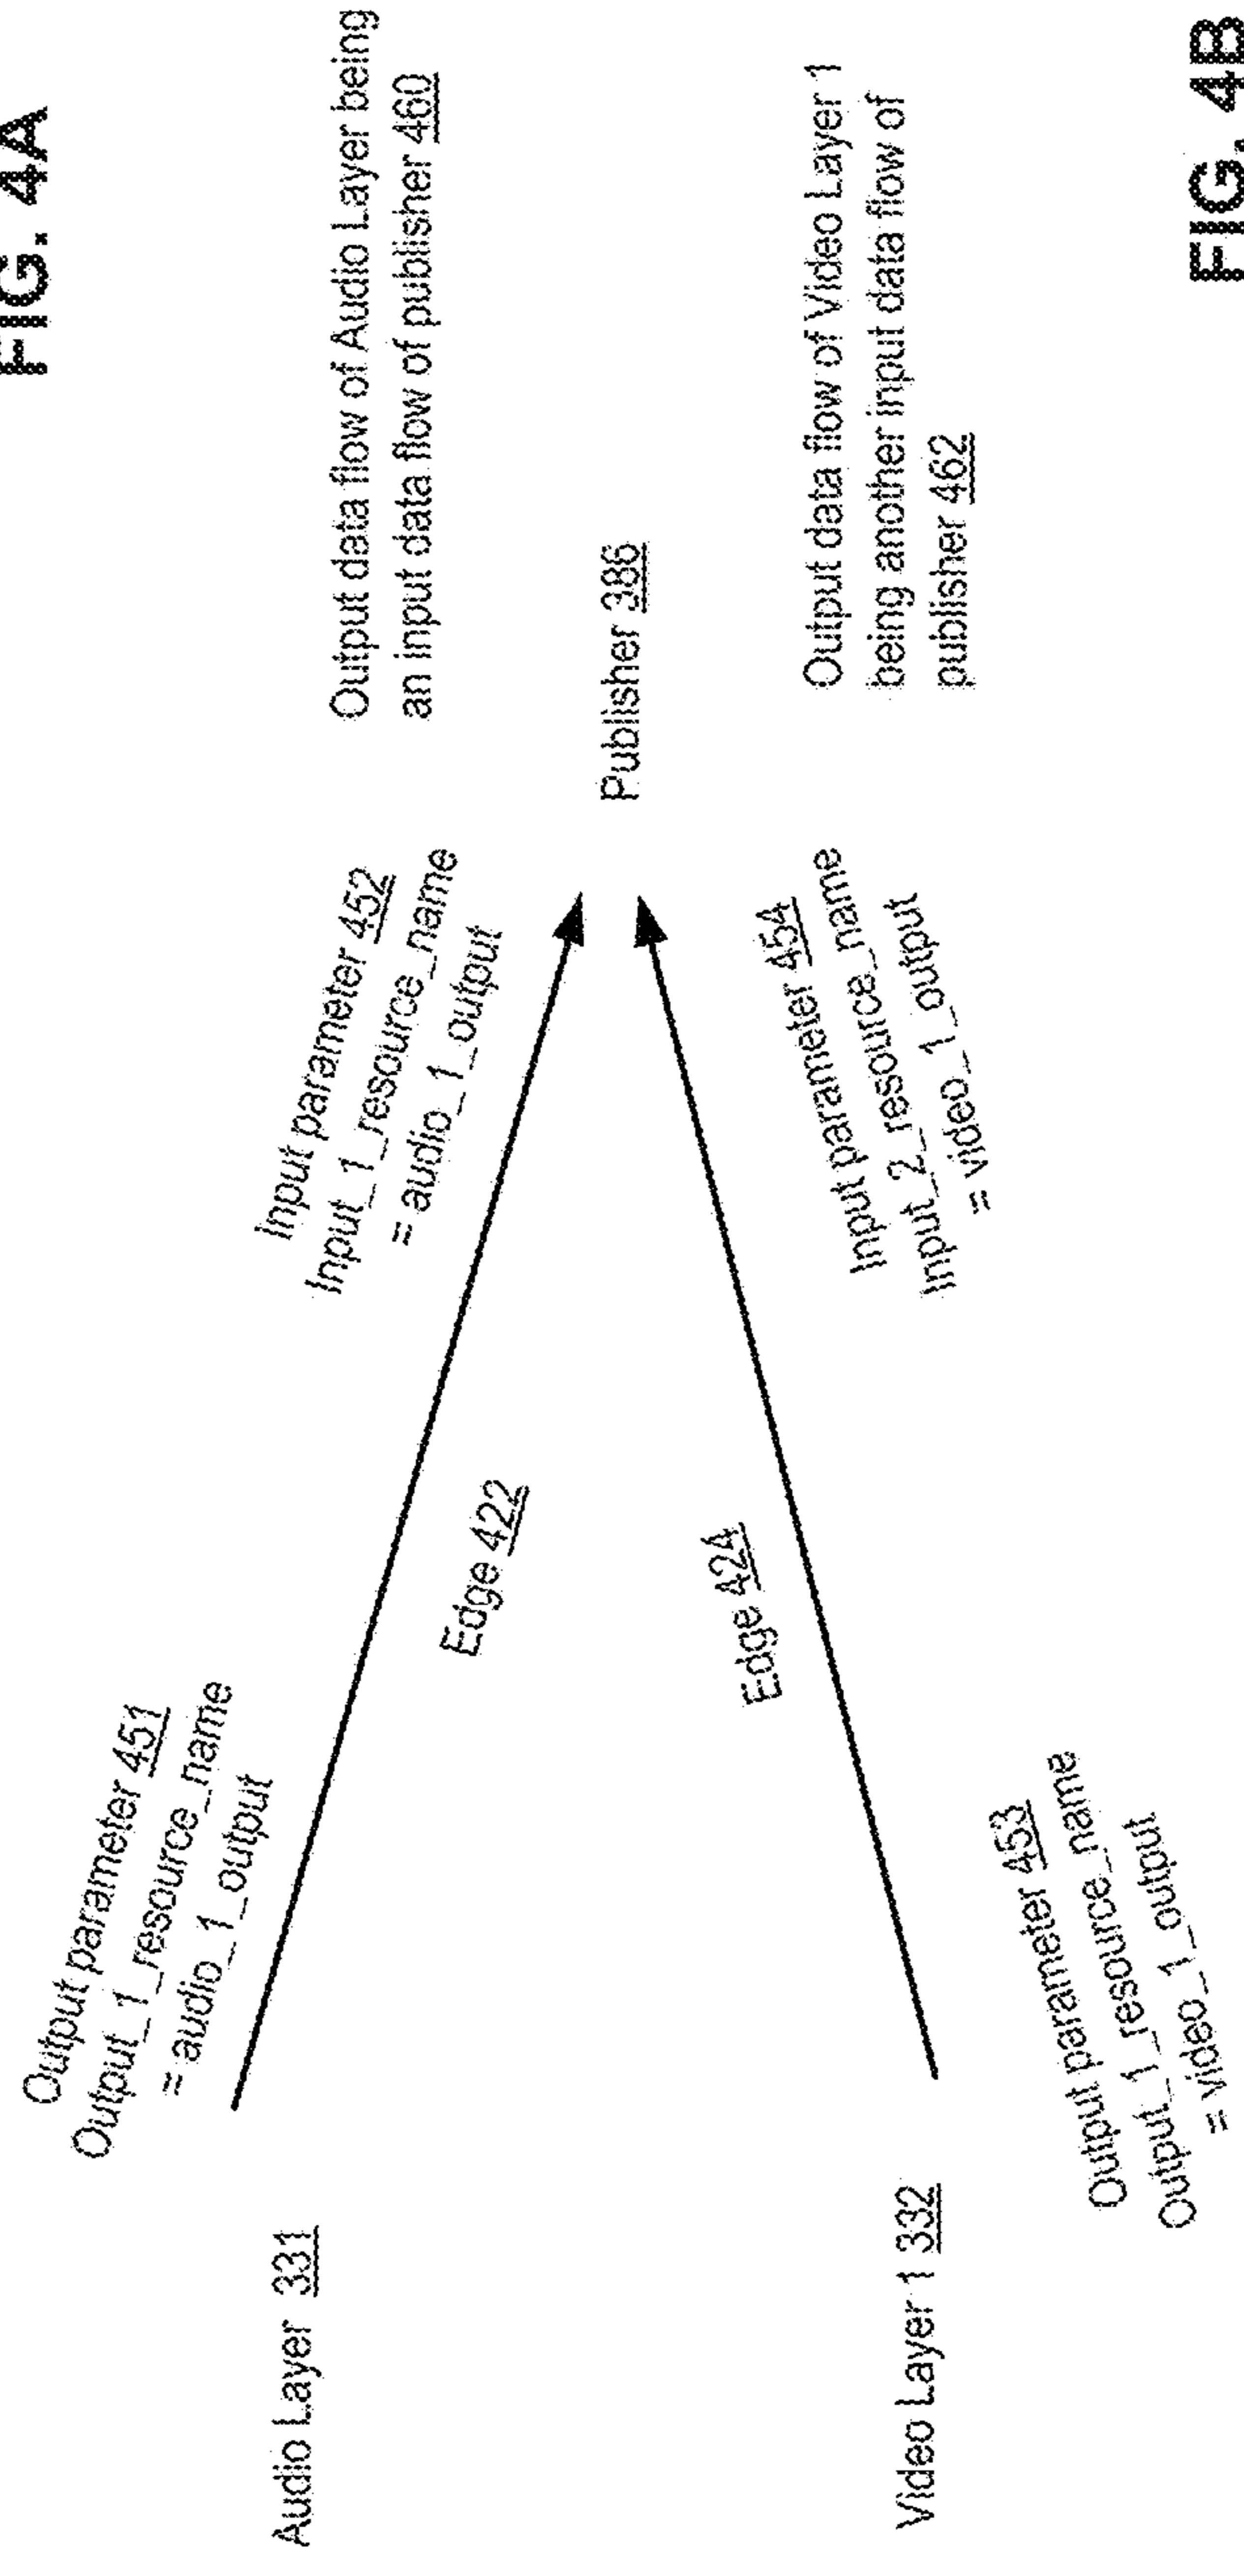 FIG. 4A
Output parameter 451
Output_1_resource_name
= audio_1_output
Input parameter 452
Input_1_resource_name
= audio_1_output
Output data flow of Audio Layer being
an input data flow of publisher 460
Audio Layer 331
Edge 422
Publisher 386
Edge 424
Video Layer 1 332
Input parameter 454
Input_2_resource_name
= video_1_output
Output data flow of Video Layer 1
being another input data flow of
publisher 462
Output parameter 453
Output_1_resource_name
= video_1_output
FIG. 4B